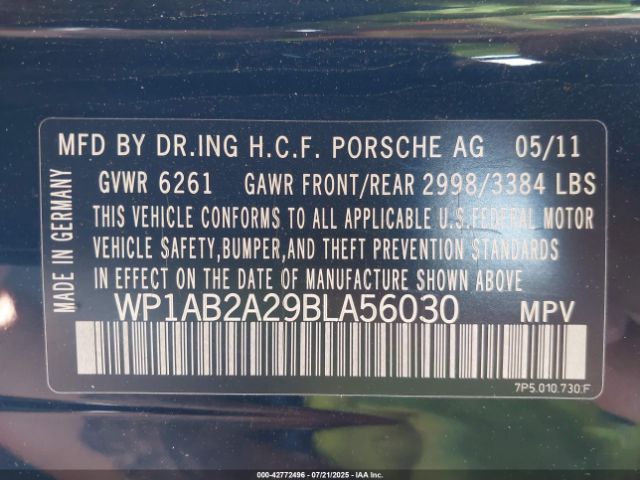 MFD BY DR.ING H.C.F. PORSCHE AG 05/11
GVWR 6261 GAWR FRONT/REAR 2998/3384 LBS
THIS VEHICLE CONFORMS TO ALL APPLICABLE U.S.FEDERAL MOTOR
VEHICLE SAFETY,BUMPER,AND THEFT PREVENTION STANDARDS
IN EFFECT ON THE DATE OF MANUFACTURE SHOWN ABOVE.
WP1AB2A29BLA56030 MPV
MADE IN GERMANY
7P5.010.730.F
000-42772496 - 07/21/2025 - IAAI.COM